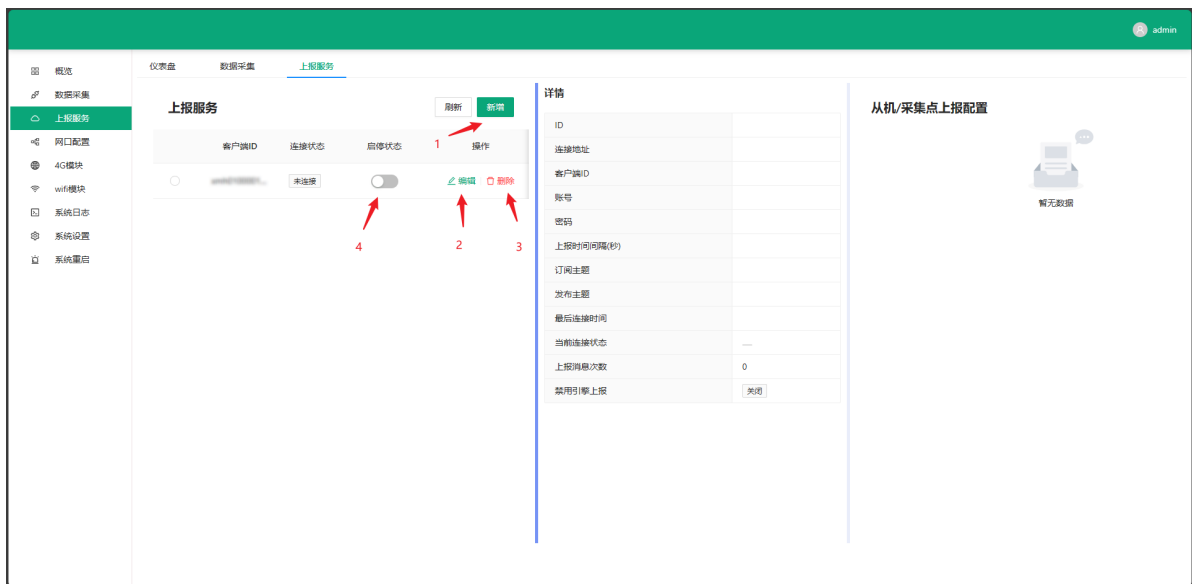 admin
概览
数据采集
上报服务
网口配置
4G模块
wifi模块
系统日志
系统设置
系统重启
仪表盘 数据采集 上报服务
上报服务 刷新 新增
客户端ID 连接状态 启停状态 操作
未连接 编辑 删除
1
4 2 3
详情
ID
连接地址
客户端ID
账号
密码
上报时间间隔(秒)
订阅主题
发布主题
最后连接时间
当前连接状态 —
上报消息次数 0
禁用引擎上报 关闭
从机/采集点上报配置
暂无数据